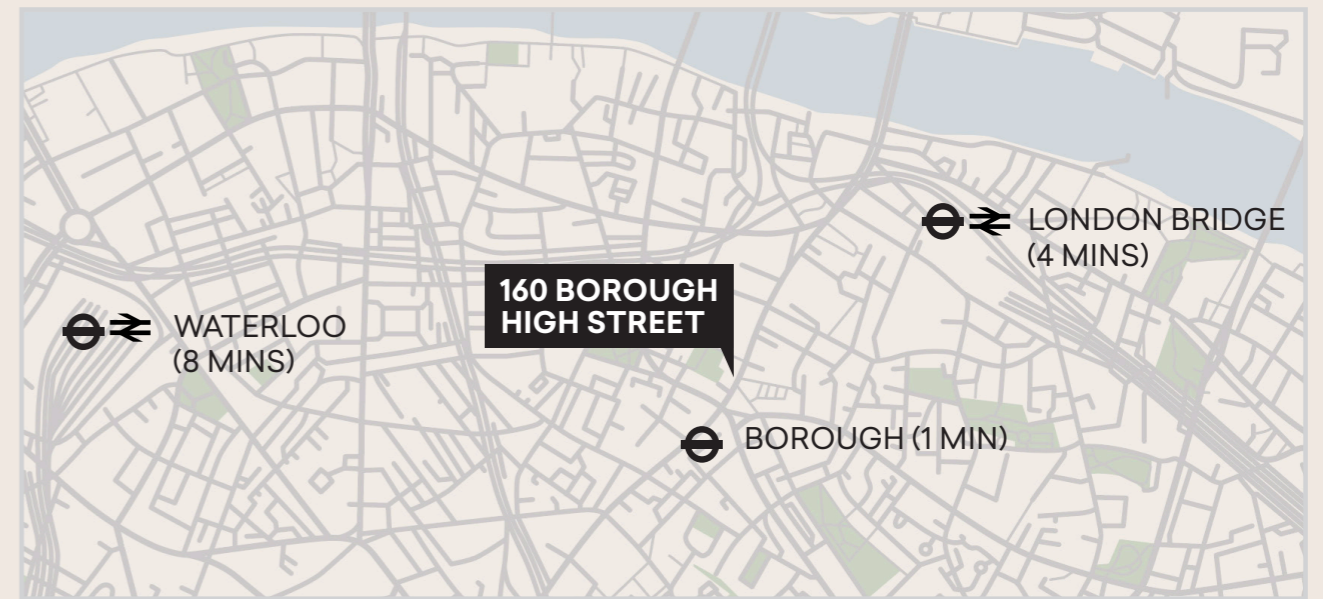 LONDON BRIDGE
(4 MINS)
160 BOROUGH
HIGH STREET
WATERLOO
(8 MINS)
BOROUGH (1 MIN)